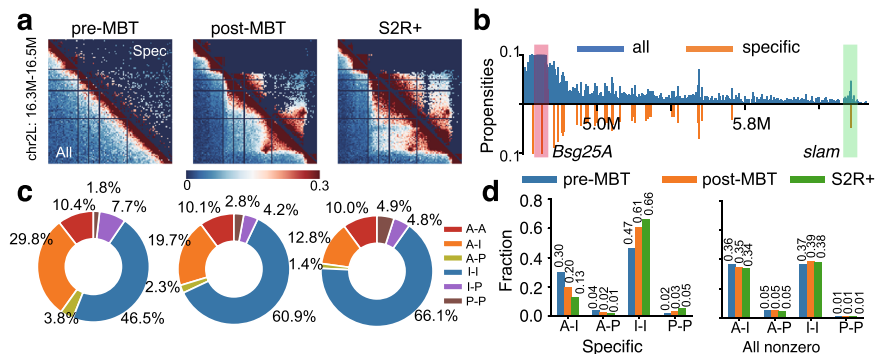 a
pre-MBT
post-MBT
S2R+
chr2L: 16.3M-16.5M
Spec
All
0
0.3
b
all
specific
Propensities
0.1
0.1
5.0M
5.8M
Bsg25A
slam
c
1.8%
7.7%
10.4%
29.8%
3.8%
46.5%
2.8%
4.2%
10.1%
19.7%
2.3%
60.9%
4.9%
4.8%
10.0%
12.8%
1.4%
66.1%
A-A
A-I
A-P
I-I
I-P
P-P
d
pre-MBT
post-MBT
S2R+
Fraction
0.8
0.6
0.4
0.2
0.0
0.30
0.20
0.13
0.04
0.02
0.01
0.47
0.61
0.66
0.02
0.03
0.05
A-I
A-P
I-I
P-P
Specific
0.36
0.35
0.34
0.05
0.05
0.05
0.37
0.39
0.38
0.01
0.01
0.01
A-I
A-P
I-I
P-P
All nonzero